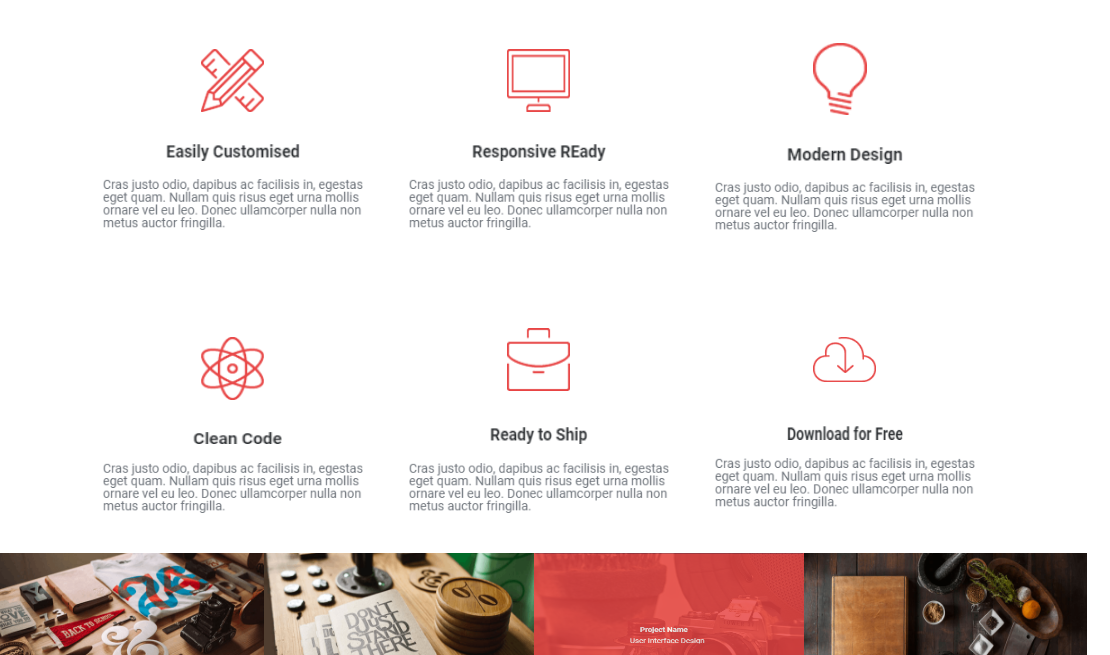 Easily Customised
Cras justo odio, dapibus ac facilisis in, egestas
eget quam. Nullam quis risus eget urna mollis
ornare vel eu leo. Donec ullamcorper nulla non
metus auctor fringilla.
Responsive REady
Cras justo odio, dapibus ac facilisis in, egestas
eget quam. Nullam quis risus eget urna mollis
ornare vel eu leo. Donec ullamcorper nulla non
metus auctor fringilla.
Modern Design
Cras justo odio, dapibus ac facilisis in, egestas
eget quam. Nullam quis risus eget urna mollis
ornare vel eu leo. Donec ullamcorper nulla non
metus auctor fringilla.
Clean Code
Cras justo odio, dapibus ac facilisis in, egestas
eget quam. Nullam quis risus eget urna mollis
ornare vel eu leo. Donec ullamcorper nulla non
metus auctor fringilla.
Ready to Ship
Cras justo odio, dapibus ac facilisis in, egestas
eget quam. Nullam quis risus eget urna mollis
ornare vel eu leo. Donec ullamcorper nulla non
metus auctor fringilla.
Download for Free
Cras justo odio, dapibus ac facilisis in, egestas
eget quam. Nullam quis risus eget urna mollis
ornare vel eu leo. Donec ullamcorper nulla non
metus auctor fringilla.
BACK TO
&
DON'T
JUST
STAND
HERE
Project Name
User Interface Design